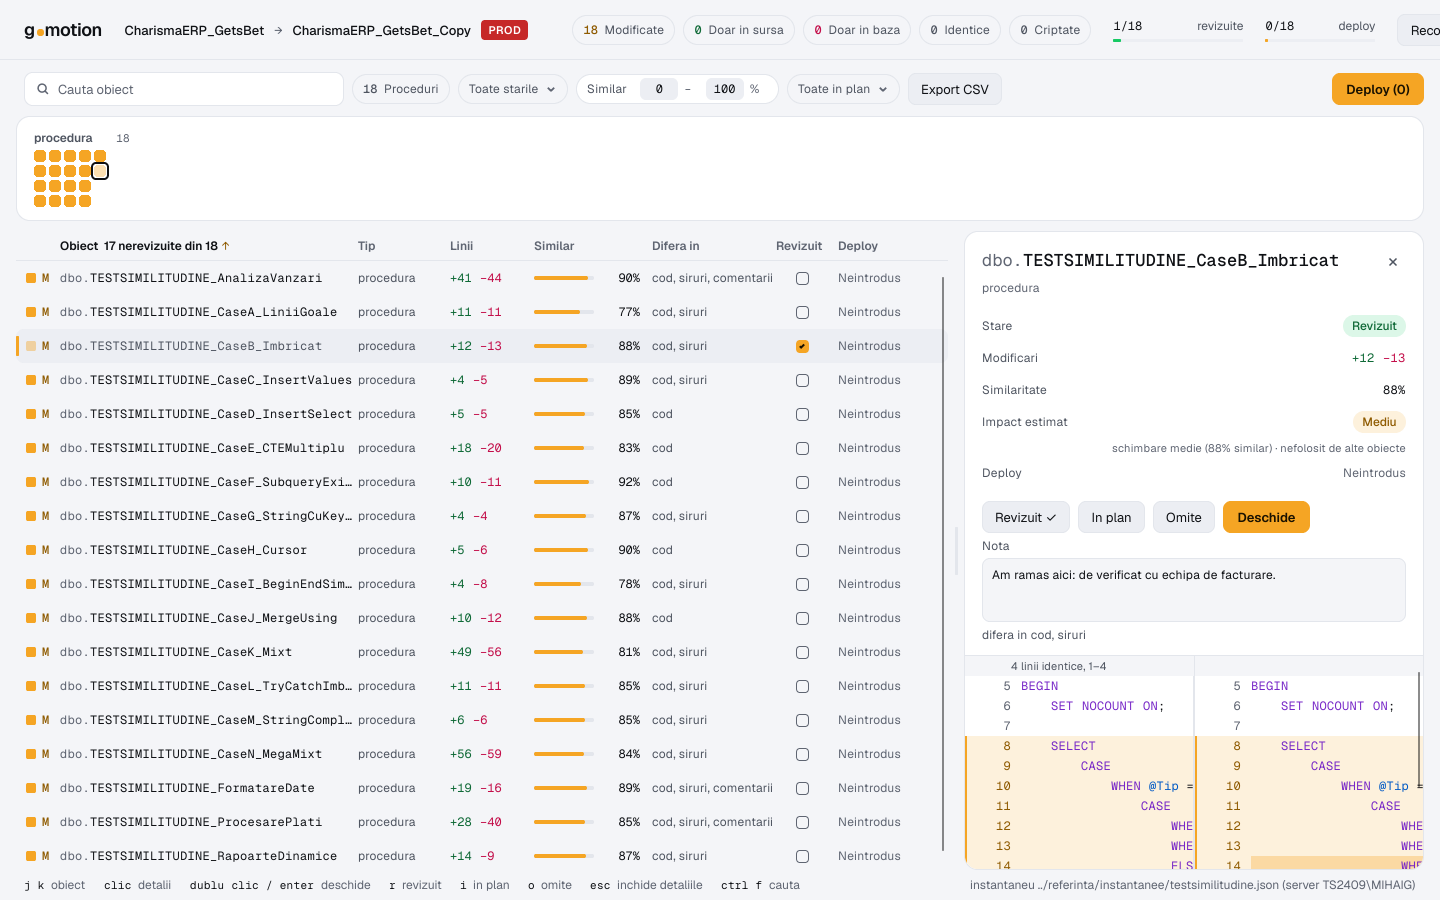 g●motion CharismaERP_GetsBet → CharismaERP_GetsBet_Copy PROD 18 Modificate 0 Doar in sursa 0 Doar in baza 0 Identice 0 Criptate 1/18 revizuite 0/18 deploy Reco
Cauta obiect 18 Proceduri Toate starile Similar 0 – 100 % Toate in plan Export CSV Deploy (0)
procedura 18
Obiect 17 nerevizuite din 18 ↑ Tip Linii Similar Difera in Revizuit Deploy
M dbo.TESTSIMILITUDINE_AnalizaVanzari procedura +41 −44 90% cod, siruri, comentarii Neintrodus
M dbo.TESTSIMILITUDINE_CaseA_LiniiGoale procedura +11 −11 77% cod, siruri Neintrodus
M dbo.TESTSIMILITUDINE_CaseB_Imbricat procedura +12 −13 88% cod, siruri Neintrodus
M dbo.TESTSIMILITUDINE_CaseC_InsertValues procedura +4 −5 89% cod, siruri Neintrodus
M dbo.TESTSIMILITUDINE_CaseD_InsertSelect procedura +5 −5 85% cod Neintrodus
M dbo.TESTSIMILITUDINE_CaseE_CTEMultiplu procedura +18 −20 83% cod, siruri Neintrodus
M dbo.TESTSIMILITUDINE_CaseF_SubqueryExi… procedura +10 −11 92% cod, siruri Neintrodus
M dbo.TESTSIMILITUDINE_CaseG_StringCuKey… procedura +4 −4 87% cod, siruri Neintrodus
M dbo.TESTSIMILITUDINE_CaseH_Cursor procedura +5 −6 90% cod Neintrodus
M dbo.TESTSIMILITUDINE_CaseI_BeginEndSim… procedura +4 −8 78% cod, siruri Neintrodus
M dbo.TESTSIMILITUDINE_CaseJ_MergeUsing procedura +10 −12 88% cod Neintrodus
M dbo.TESTSIMILITUDINE_CaseK_Mixt procedura +49 −56 81% cod, siruri Neintrodus
M dbo.TESTSIMILITUDINE_CaseL_TryCatchImb… procedura +11 −11 85% cod, siruri Neintrodus
M dbo.TESTSIMILITUDINE_CaseM_StringCompl… procedura +6 −6 85% cod, siruri Neintrodus
M dbo.TESTSIMILITUDINE_CaseN_MegaMixt procedura +56 −59 84% cod, siruri Neintrodus
M dbo.TESTSIMILITUDINE_FormatareDate procedura +19 −16 89% cod, siruri, comentarii Neintrodus
M dbo.TESTSIMILITUDINE_ProcesarePlati procedura +28 −40 85% cod, siruri, comentarii Neintrodus
M dbo.TESTSIMILITUDINE_RapoarteDinamice procedura +14 −9 87% cod, siruri Neintrodus
dbo.TESTSIMILITUDINE_CaseB_Imbricat ×
procedura
Stare Revizuit
Modificari +12 −13
Similaritate 88%
Impact estimat Mediu
schimbare medie (88% similar) · nefolosit de alte obiecte
Deploy Neintrodus
Revizuit ✓ In plan Omite Deschide
Nota
Am ramas aici: de verificat cu echipa de facturare.
difera in cod, siruri
4 linii identice, 1–4
5 BEGIN 5 BEGIN
6 SET NOCOUNT ON; 6 SET NOCOUNT ON;
7 7
8 SELECT 8 SELECT
9 CASE 9 CASE
10 WHEN @Tip = 10 WHEN @Tip =
11 CASE 11 CASE
12 WHE 12 WHE
13 WHE 13 WHE
14 ELS 14 WHE
j k obiect clic detalii dublu clic / enter deschide r revizuit i in plan o omite esc inchide detaliile ctrl f cauta
instantaneu ../referinta/instantanee/testsimilitudine.json (server TS2409\MIHAIG)